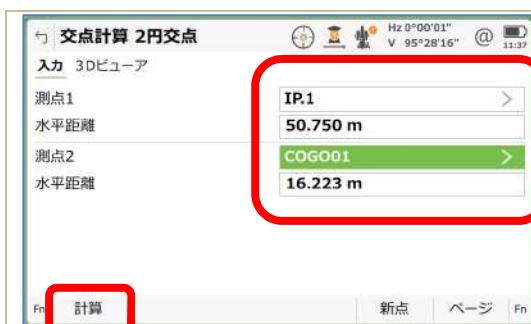 交点計算 2円交点
Hz 0°00'01"
V 95°28'16"
@
11:37
入力 3Dビューア
測点1 IP.1
水平距離 50.750 m
測点2 COGO01
水平距離 16.223 m
Fn 計算 新点 ページ Fn